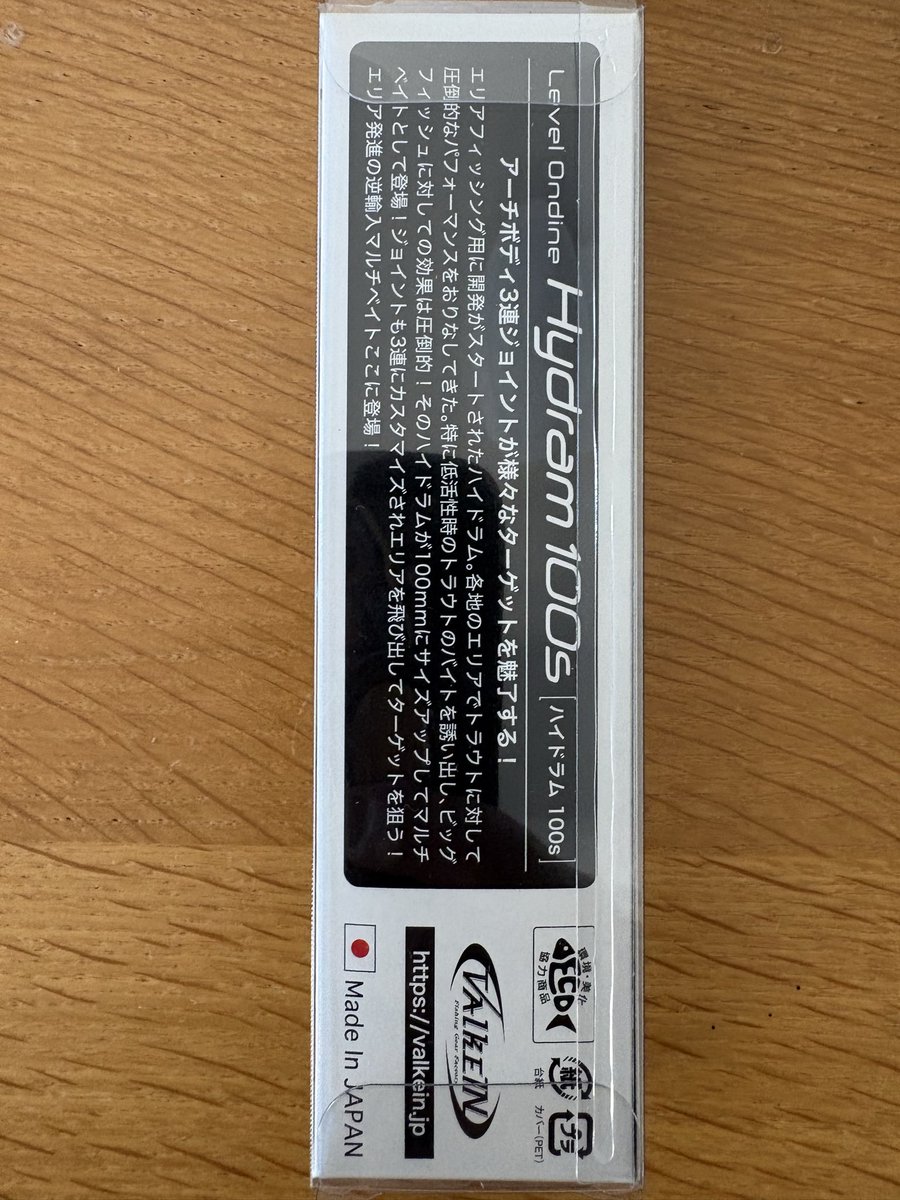 Level Ondine Hydram 100s [ハイドラム 100s]
アーチボディ3連ジョイントが様々なターゲットを魅了する!
エリアフィッシング用に開発がスタートされたハイドラム。各地のエリアでトラウトに対して
圧倒的なパフォーマンスをおりなしてきた。特に低活性時のトラウトのバイトを誘い出し、ビッグ
フィッシュに対しての効果は圧倒的!そのハイドラムが100mmにサイズアップしてマルチ
ベイトとして登場!ジョイントも3連にカスタマイズされエリアを飛び出してターゲットを狙う!
エリア発進の逆輸入マルチベイトここに登場!
環境・美化
ECO
協力商品
紙
台紙
プラ
カバー(PET)
ValkeIN
Fishing Gear Factory
https://valkein.jp
Made In JAPAN